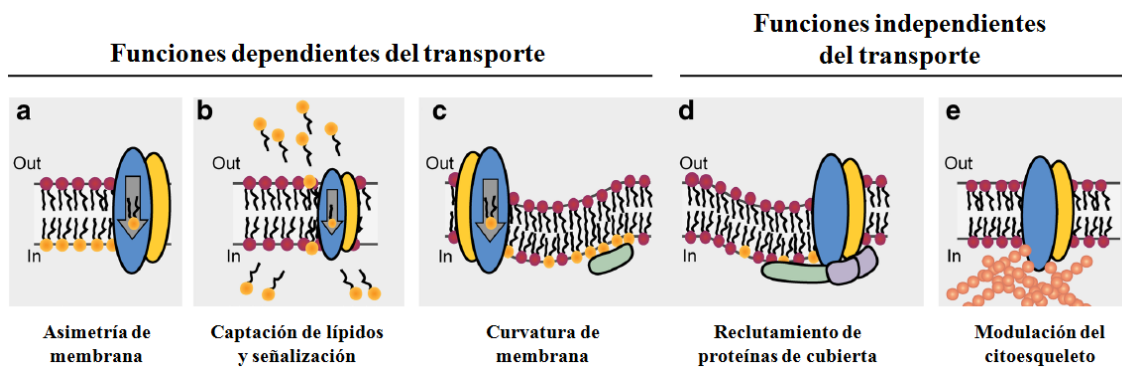 Funciones dependientes del transporte
Funciones independientes
del transporte
a
Out
In
b
Out
In
c
Out
In
d
Out
In
e
Out
In
Asimetría de
membrana
Captación de lípidos
y señalización
Curvatura de
membrana
Reclutamiento de
proteínas de cubierta
Modulación del
citoesqueleto